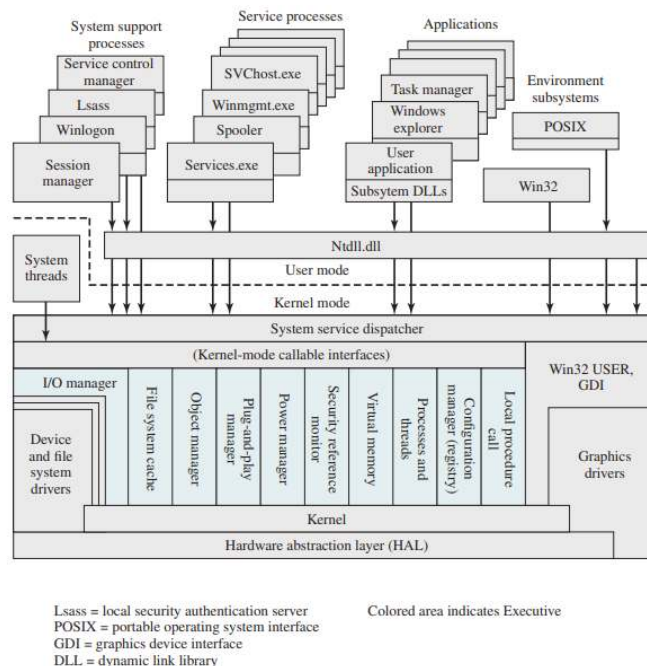 System support
processes
Service processes
Applications
Environment
subsystems
Service control
manager
Lsass
Winlogon
Session
manager
SVChost.exe
Winmgmt.exe
Spooler
Services.exe
Task manager
Windows
explorer
User
application
Subsytem DLLs
POSIX
Win32
Ntdll.dll
System
threads
User mode
Kernel mode
System service dispatcher
(Kernel-mode callable interfaces)
I/O manager
Device
and file
system
drivers
File system cache
Object manager
Plug-and-play
manager
Power manager
Security reference
monitor
Virtual memory
Processes and
threads
Configuration
manager (registry)
Local procedure
call
Win32 USER,
GDI
Graphics
drivers
Kernel
Hardware abstraction layer (HAL)
Lsass = local security authentication server
POSIX = portable operating system interface
GDI = graphics device interface
DLL = dynamic link library
Colored area indicates Executive